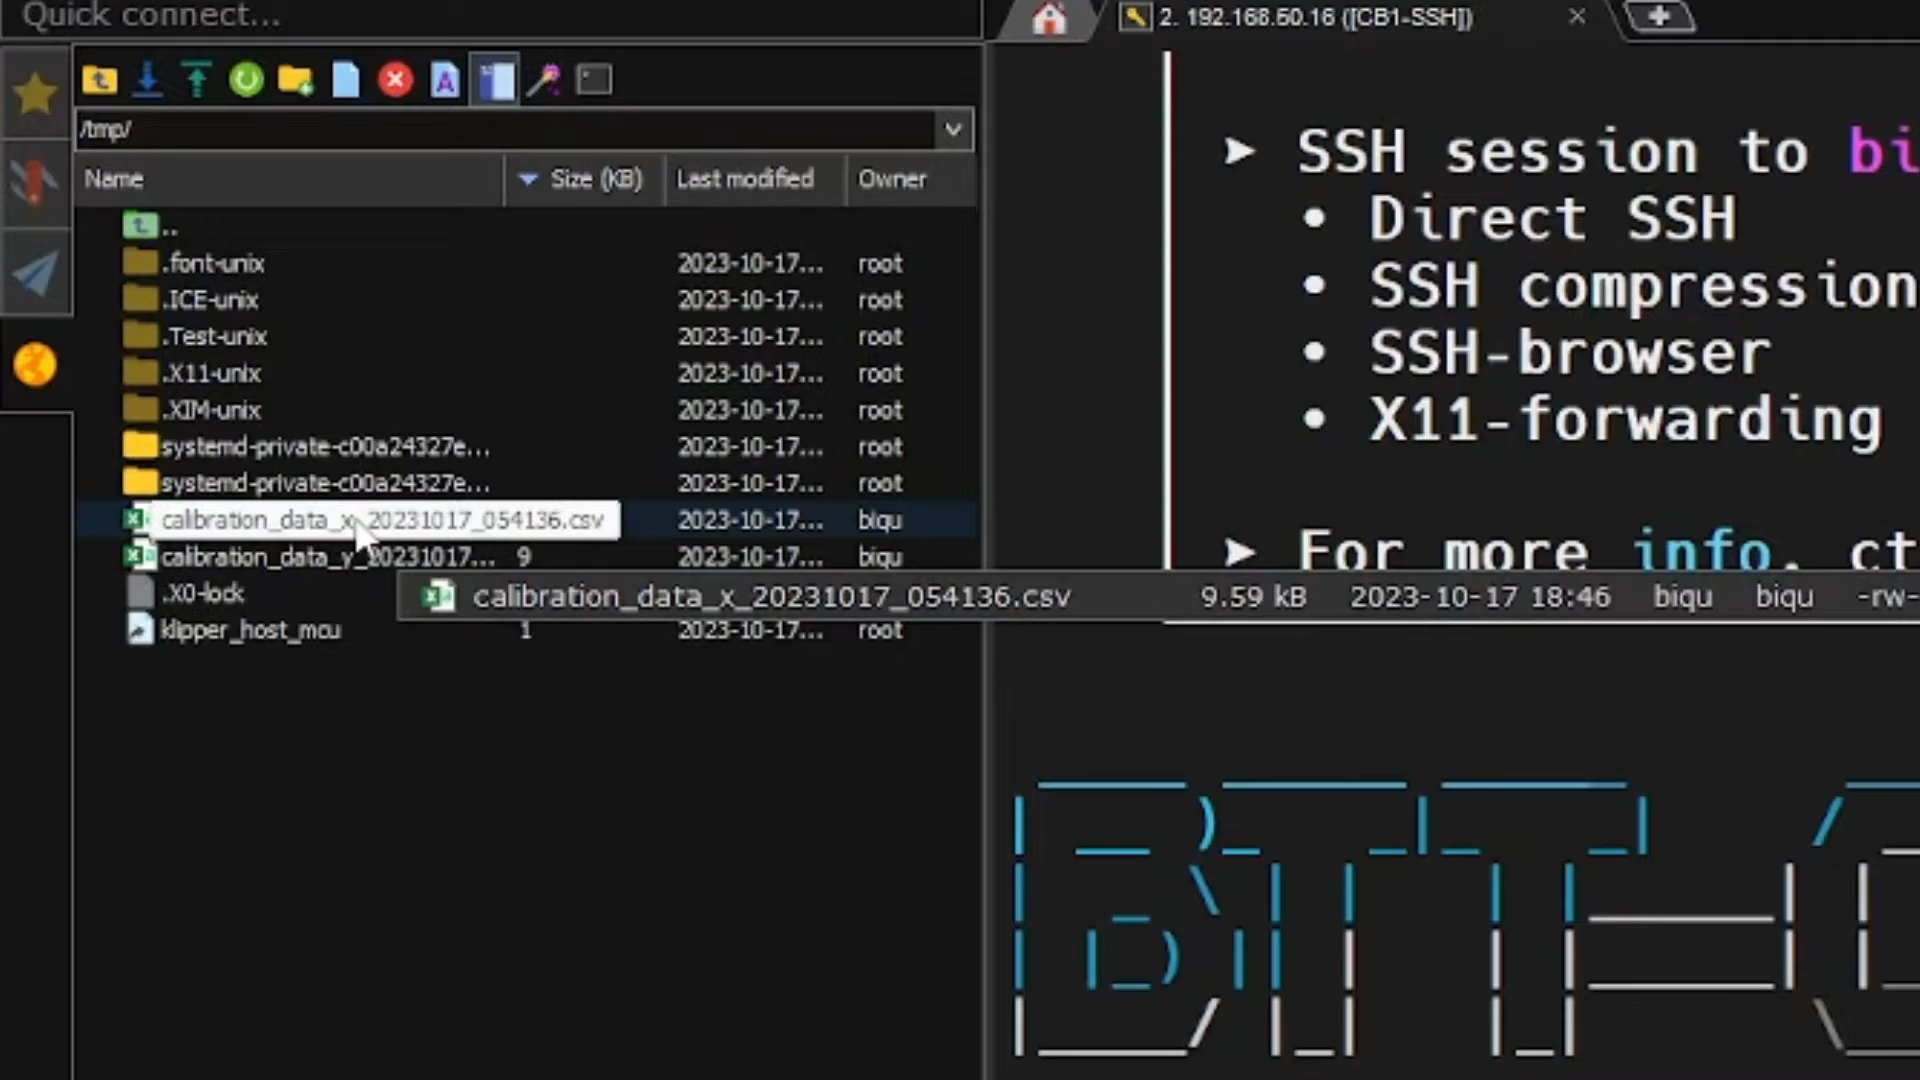 Quick connect...
2. 192.168.50.16 ([CB1-SSH])
/tmp/
Name Size (KB) Last modified Owner
..
.font-unix 2023-10-17... root
.ICE-unix 2023-10-17... root
.Test-unix 2023-10-17... root
.X11-unix 2023-10-17... root
.XIM-unix 2023-10-17... root
systemd-private-c00a24327e... 2023-10-17... root
systemd-private-c00a24327e... 2023-10-17... root
calibration_data_x_20231017_054136.csv 2023-10-17... biqu
calibration_data_y_20231017... 9 biqu
.X0-lock
calibration_data_x_20231017_054136.csv 9.59 kB 2023-10-17 18:46 biqu biqu -rw-
klipper_host_mcu 1 2023-10-17... root
➤ SSH session to bi
• Direct SSH
• SSH compression
• SSH-browser
• X11-forwarding
➤ For more info, ct
BTT-C